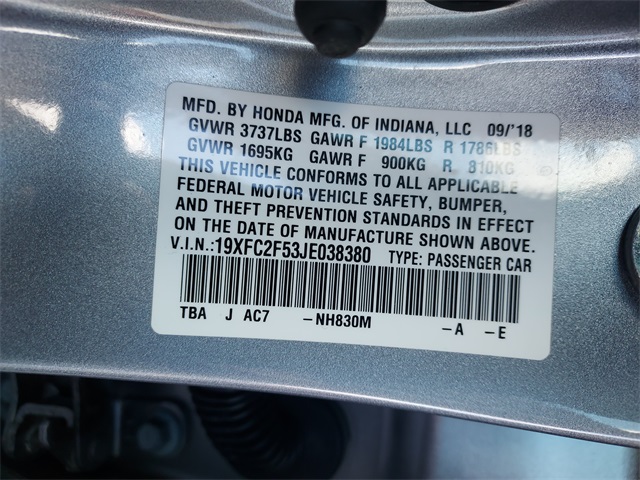 MFD. BY HONDA MFG. OF INDIANA, LLC 09/'18
GVWR 3737LBS GAWR F 1984LBS R 1786LBS
GVWR 1695KG GAWR F 900KG R 810KG
THIS VEHICLE CONFORMS TO ALL APPLICABLE
FEDERAL MOTOR VEHICLE SAFETY, BUMPER,
AND THEFT PREVENTION STANDARDS IN EFFECT
ON THE DATE OF MANUFACTURE SHOWN ABOVE.
V.I.N.:19XFC2F53JE038380 TYPE: PASSENGER CAR
TBA J AC7 -NH830M -A -E